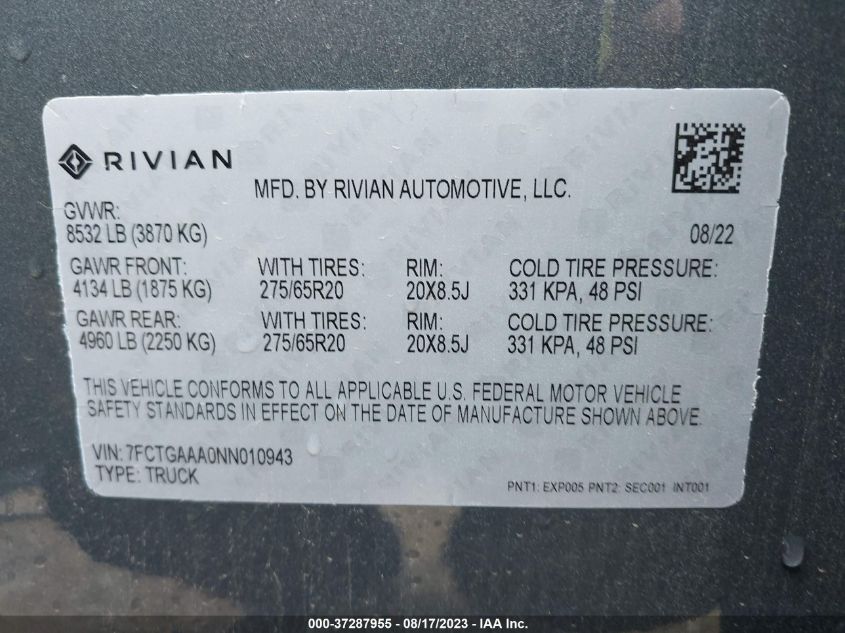 RIVIAN
MFD. BY RIVIAN AUTOMOTIVE, LLC.
GVWR:
8532 LB (3870 KG) 08/22
GAWR FRONT: WITH TIRES: RIM: COLD TIRE PRESSURE:
4134 LB (1875 KG) 275/65R20 20X8.5J 331 KPA, 48 PSI
GAWR REAR: WITH TIRES: RIM: COLD TIRE PRESSURE:
4960 LB (2250 KG) 275/65R20 20X8.5J 331 KPA, 48 PSI
THIS VEHICLE CONFORMS TO ALL APPLICABLE U.S. FEDERAL MOTOR VEHICLE
SAFETY STANDARDS IN EFFECT ON THE DATE OF MANUFACTURE SHOWN ABOVE.
VIN: 7FCTGAAA0NN010943
TYPE: TRUCK
PNT1: EXP005 PNT2: SEC001 INT001
000-37287955 - 08/17/2023 - IAA Inc.